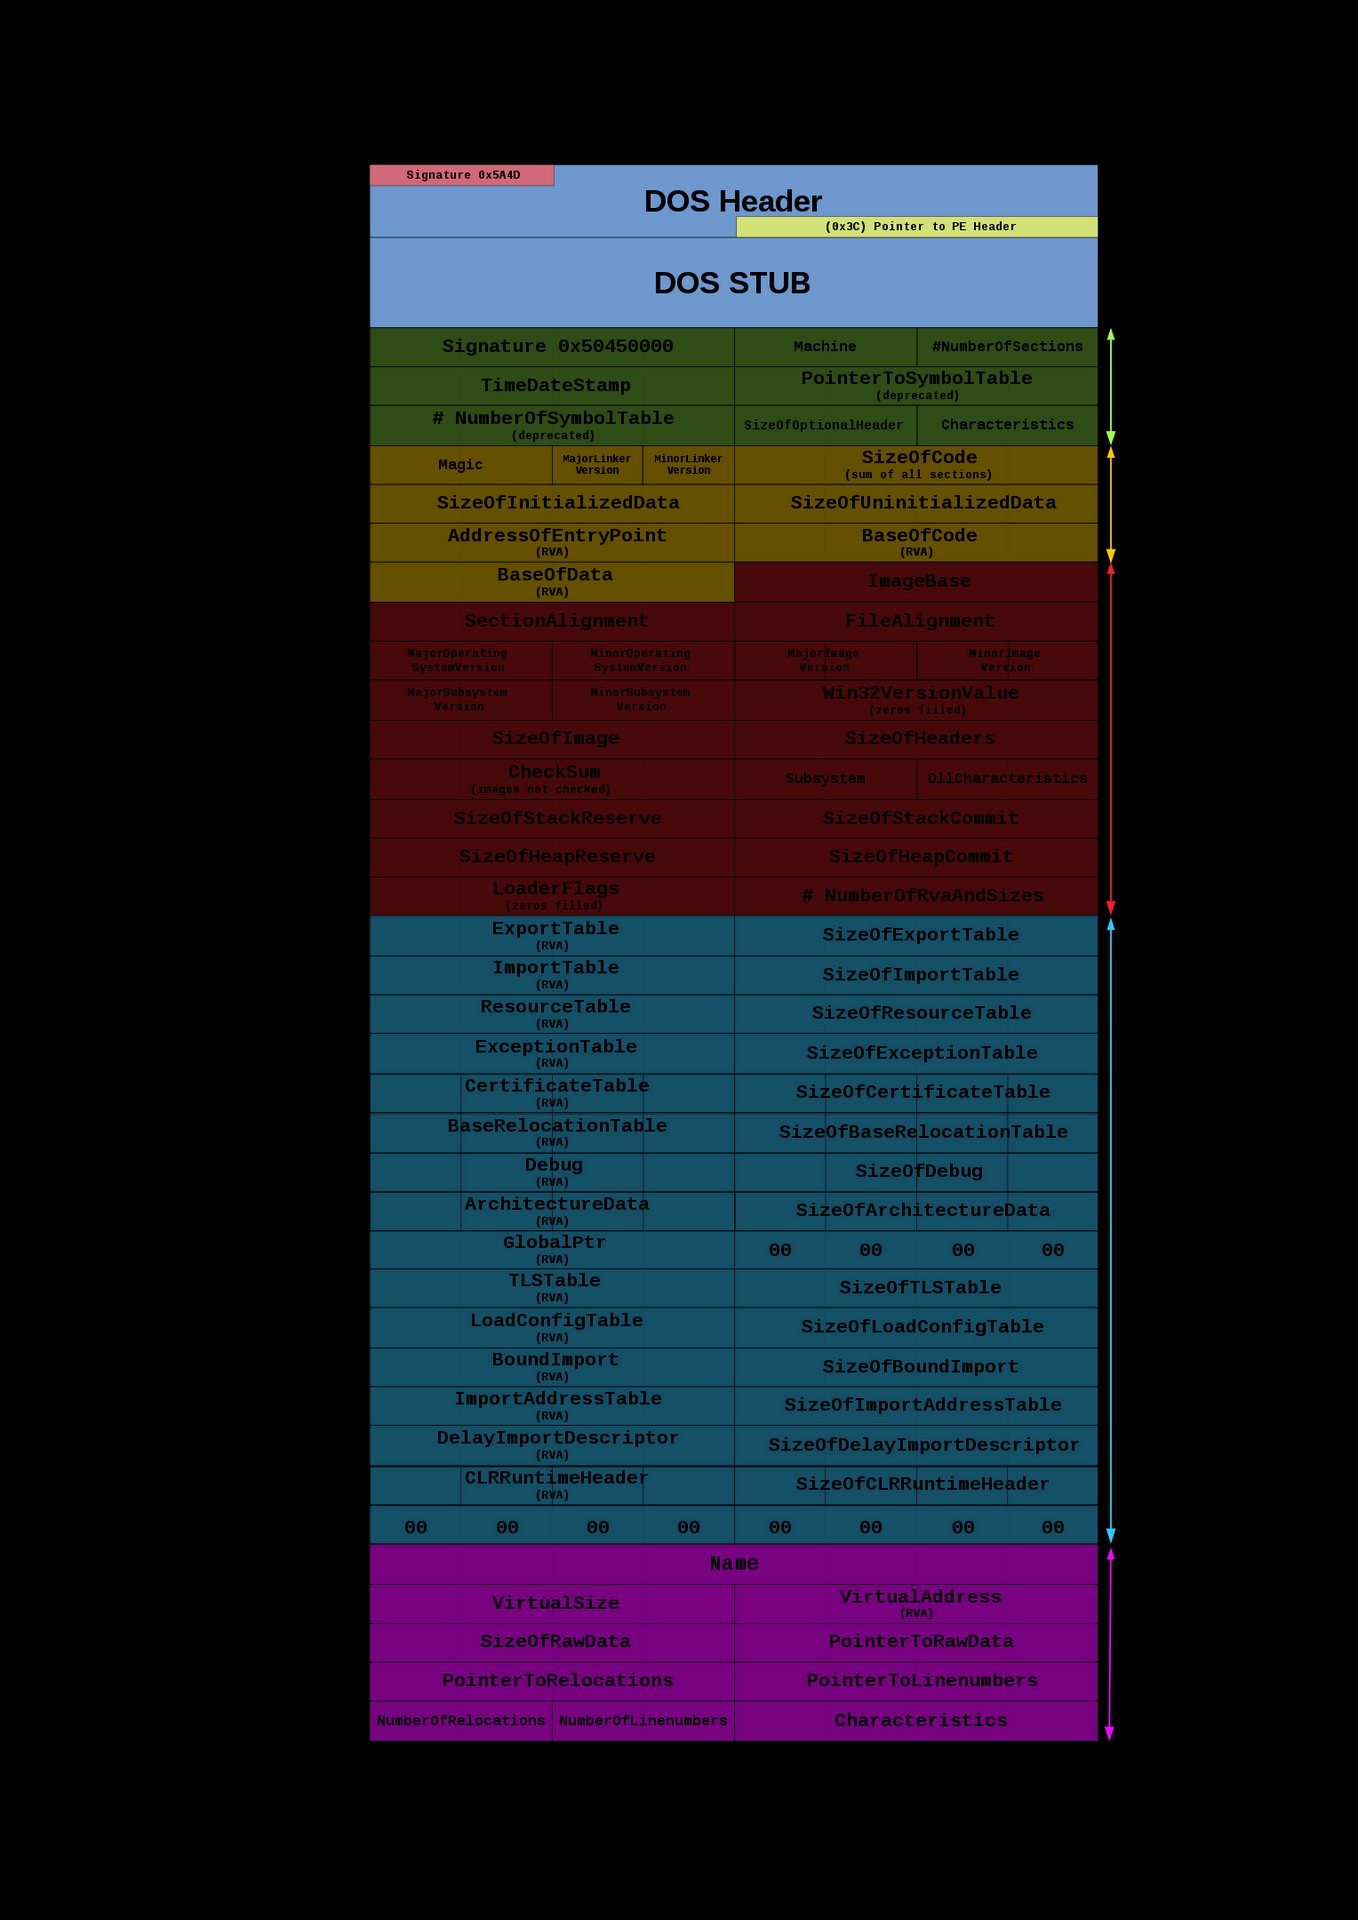 Signature 0x5A4D
DOS Header
(0x3C) Pointer to PE Header
DOS STUB
Signature 0x50450000
Machine
#NumberOfSections
TimeDateStamp
PointerToSymbolTable
(deprecated)
# NumberOfSymbolTable
(deprecated)
SizeOfOptionalHeader
Characteristics
Magic
MajorLinker
Version
MinorLinker
Version
SizeOfCode
(sum of all sections)
SizeOfInitializedData
SizeOfUninitializedData
AddressOfEntryPoint
(RVA)
BaseOfCode
(RVA)
BaseOfData
(RVA)
ImageBase
SectionAlignment
FileAlignment
MajorOperating
SystemVersion
MinorOperating
SystemVersion
MajorImage
Version
MinorImage
Version
MajorSubsystem
Version
MinorSubsystem
Version
Win32VersionValue
(zeros filled)
SizeOfImage
SizeOfHeaders
CheckSum
(images not checked)
Subsystem
DllCharacteristics
SizeOfStackReserve
SizeOfStackCommit
SizeOfHeapReserve
SizeOfHeapCommit
LoaderFlags
(zeros filled)
# NumberOfRvaAndSizes
ExportTable
(RVA)
SizeOfExportTable
ImportTable
(RVA)
SizeOfImportTable
ResourceTable
(RVA)
SizeOfResourceTable
ExceptionTable
(RVA)
SizeOfExceptionTable
CertificateTable
(RVA)
SizeOfCertificateTable
BaseRelocationTable
(RVA)
SizeOfBaseRelocationTable
Debug
(RVA)
SizeOfDebug
ArchitectureData
(RVA)
SizeOfArchitectureData
GlobalPtr
(RVA)
00 00 00 00
TLSTable
(RVA)
SizeOfTLSTable
LoadConfigTable
(RVA)
SizeOfLoadConfigTable
BoundImport
(RVA)
SizeOfBoundImport
ImportAddressTable
(RVA)
SizeOfImportAddressTable
DelayImportDescriptor
(RVA)
SizeOfDelayImportDescriptor
CLRRuntimeHeader
(RVA)
SizeOfCLRRuntimeHeader
00 00 00 00 00 00 00 00
Name
VirtualSize
VirtualAddress
(RVA)
SizeOfRawData
PointerToRawData
PointerToRelocations
PointerToLinenumbers
NumberOfRelocations
NumberOfLinenumbers
Characteristics